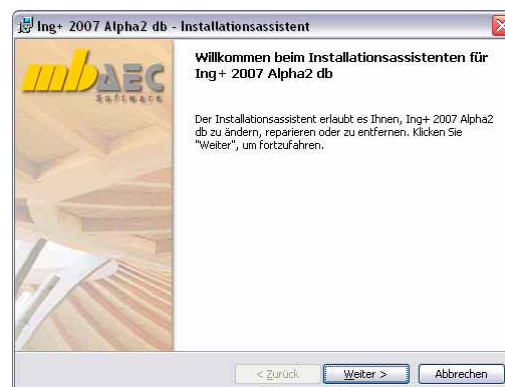 Ing+ 2007 Alpha2 db - Installationsassistent
mbAEC
Software
Willkommen beim Installationsassistenten für
Ing+ 2007 Alpha2 db
Der Installationsassistent erlaubt es Ihnen, Ing+ 2007 Alpha2
db zu ändern, reparieren oder zu entfernen. Klicken Sie
"Weiter", um fortzufahren.
< Zurück Weiter > Abbrechen